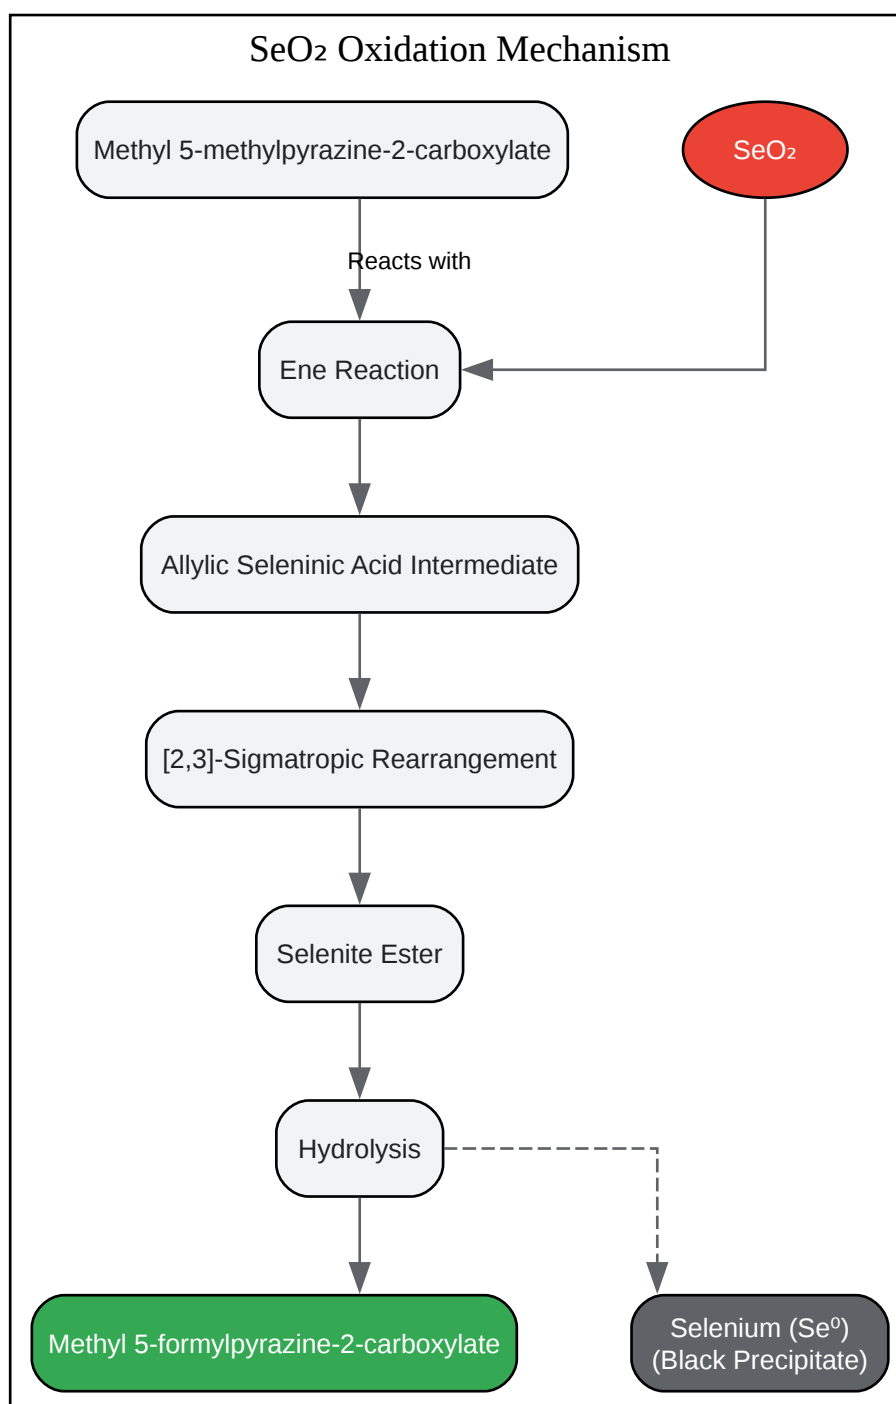 SeO₂ Oxidation Mechanism
Methyl 5-methylpyrazine-2-carboxylate
SeO₂
Reacts with
Ene Reaction
Allylic Seleninic Acid Intermediate
[2,3]-Sigmatropic Rearrangement
Selenite Ester
Hydrolysis
Methyl 5-formylpyrazine-2-carboxylate
Selenium (Se⁰)
(Black Precipitate)